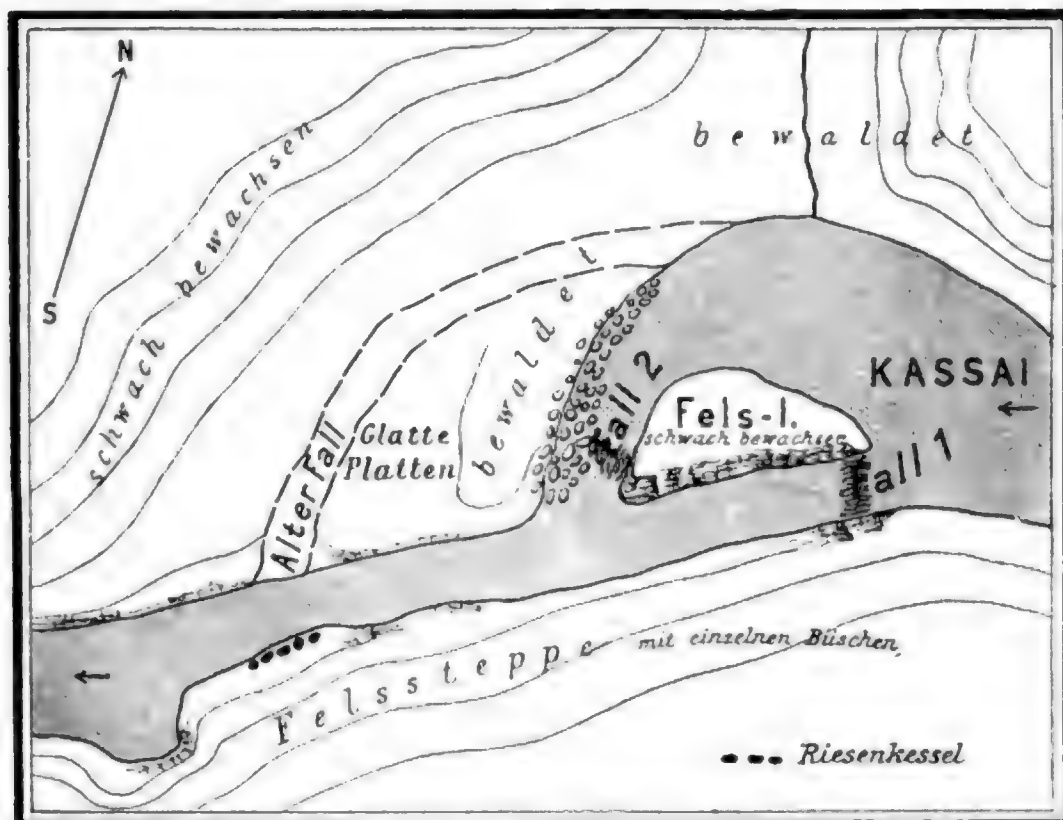 N
S
schwach bewachsen
bewaldet
bewaldet
Alter Fall
Glatte
Platten
Fall 2
Fels-I.
schwach bewachsen
KASSAI
Fall 1
Felssteppe mit einzelnen Büschen,
Riesenkessel